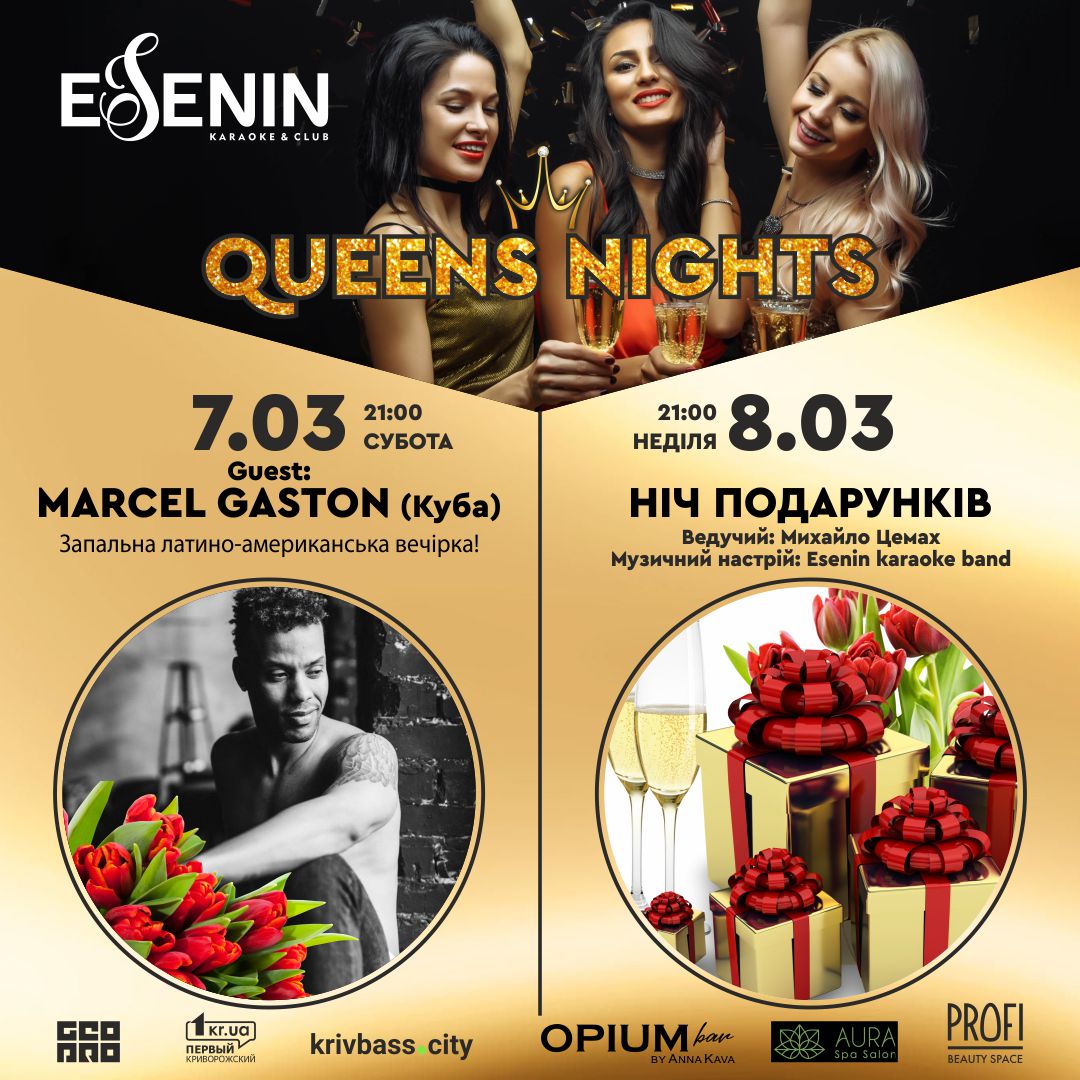 ESENIN
KARAOKE & CLUB
QUEENS NIGHTS
7.03
21:00
СУБОТА
Guest:
MARCEL GASTON (Куба)
Запальна латино-американська вечірка!
21:00
НЕДІЛЯ
8.03
НІЧ ПОДАРУНКІВ
Ведучий: Михайло Цемах
Музичний настрій: Esenin karaoke band
GEO
PRO
1kr.ua
ПЕРВЫЙ
КРИВОРОЖСКИЙ
krivbass.city
OPIUM bar
BY ANNA KAVA
AURA
Spa Salon
PROFI
BEAUTY SPACE